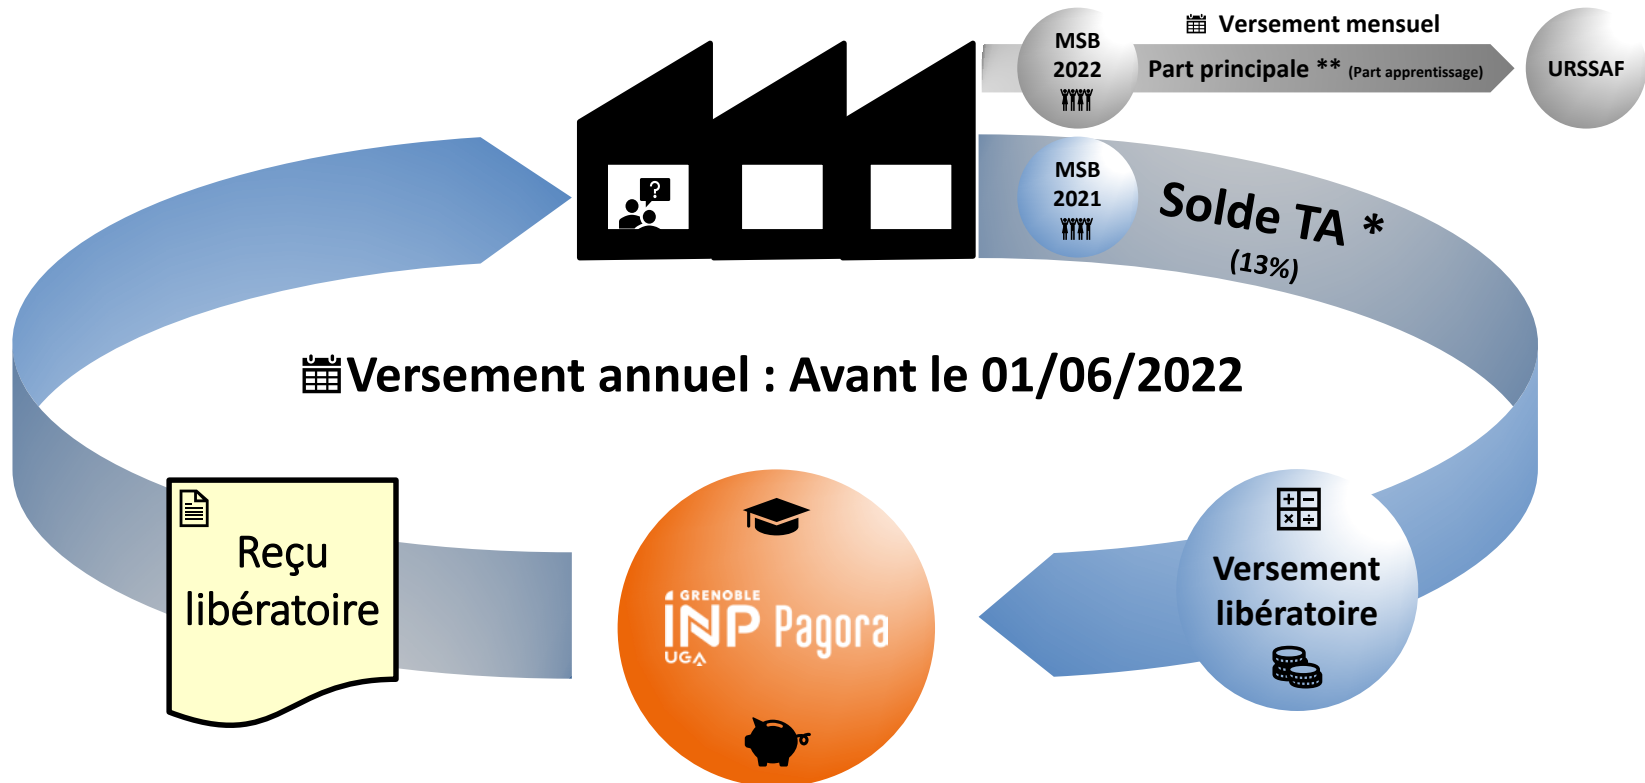 Versement mensuel
MSB
2022
Part principale ** (Part apprentissage)
URSSAF
?
MSB
2021
Solde TA *
(13%)
Versement annuel : Avant le 01/06/2022
Reçu
libératoire
GRENOBLE
INP Pagora
UGA
Versement
libératoire